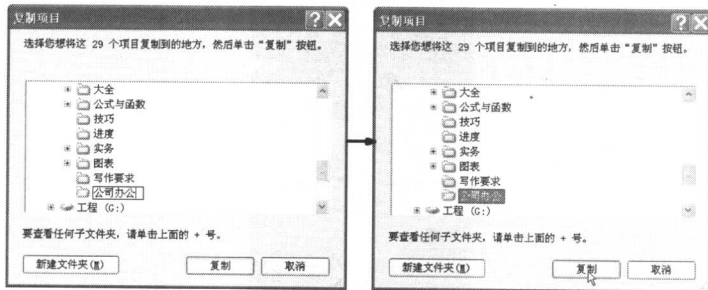 复制项目
选择您想将这 29 个项目复制到的地方，然后单击“复制”按钮。
大全
公式与函数
技巧
进度
实务
图表
写作要求
公司办公
工程 (G:)
要查看任何子文件夹，请单击上面的 + 号。
新建文件夹(M) 复制 取消
复制项目
选择您想将这 29 个项目复制到的地方，然后单击“复制”按钮。
大全
公式与函数
技巧
进度
实务
图表
写作要求
公司办公
工程 (G:)
要查看任何子文件夹，请单击上面的 + 号。
新建文件夹(M) 复制 取消